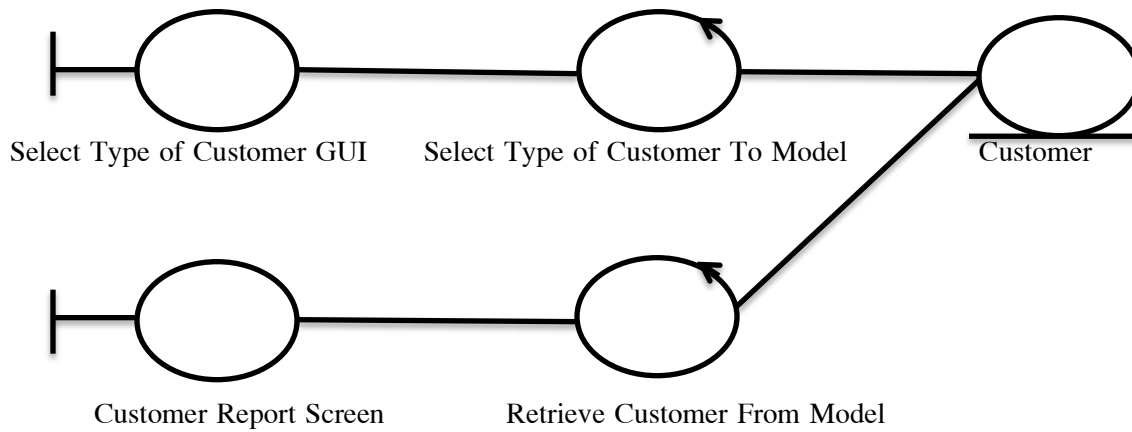 Select Type of Customer GUI
Select Type of Customer To Model
Customer
Customer Report Screen
Retrieve Customer From Model